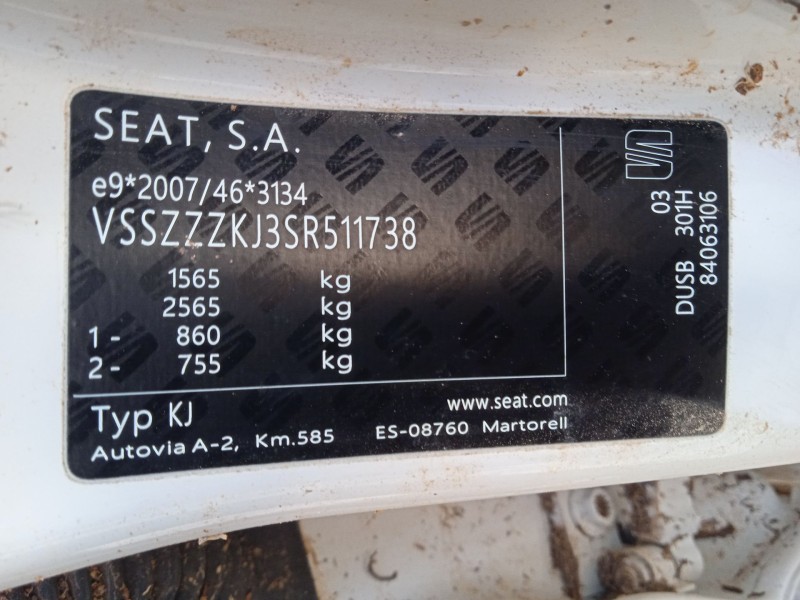 SEAT, S.A.
e9*2007/46*3134
VSSZZZKJ3SR511738
1565 kg
2565 kg
1- 860 kg
2- 755 kg
Typ KJ
www.seat.com
Autovia A-2, Km.585 ES-08760 Martorell
03
DUSB 301H
84063106